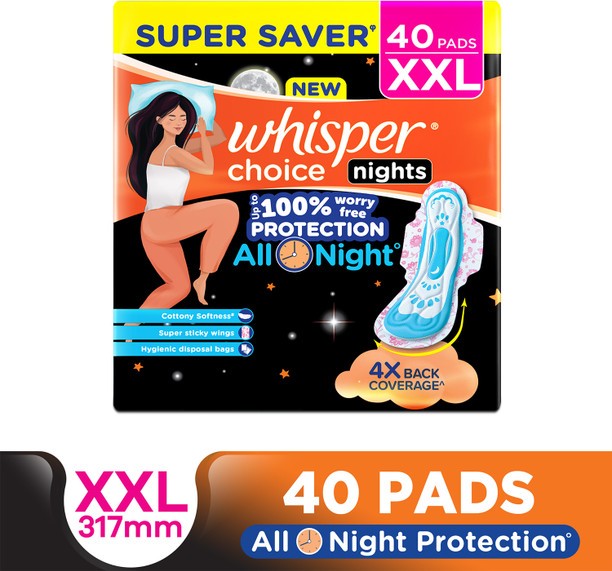 SUPER SAVER▾
40 PADS
XXL
NEW
whisper®
choice nights
Up to 100% worry free
PROTECTION
All Night°
Cottony Softness*
Super sticky wings
Hygienic disposal bags
4X BACK
COVERAGE^
XXL
317mm
40 PADS
All Night Protection°